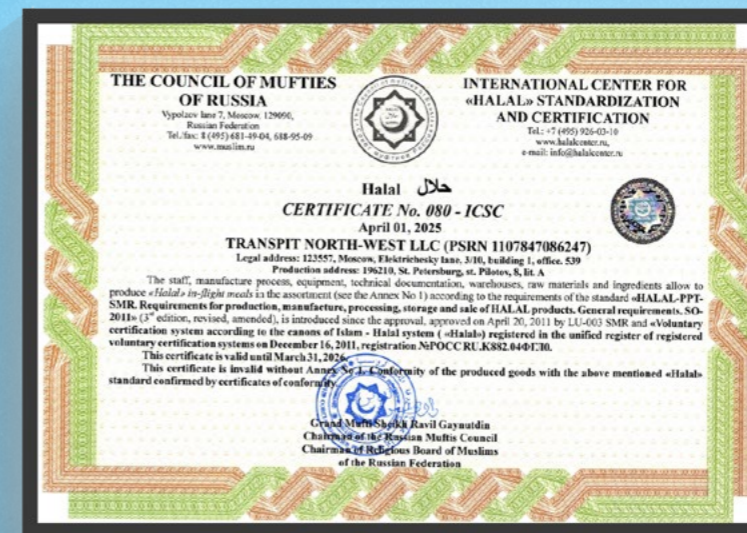 THE COUNCIL OF MUFTIES
OF RUSSIA
Vypolzov lane 7, Moscow, 129090,
Russian Federation
Tel./fax: 8 (495) 681-49-04, 688-95-09
www.muslim.ru
INTERNATIONAL CENTER FOR
«HALAL» STANDARDIZATION
AND CERTIFICATION
Tel.: +7 (495) 926-03-10
www.halalcenter.ru,
e-mail: info@halalcenter.ru
Halal حلال
CERTIFICATE No. 080 - ICSC
April 01, 2025
TRANSPIT NORTH-WEST LLC (PSRN 1107847086247)
Legal address: 123557, Moscow, Elektrichesky lane, 3/10, building 1, office. 539
Production address: 196210, St. Petersburg, st. Pilotov, 8, lit. A
The staff, manufacture process, equipment, technical documentation, warehouses, raw materials and ingredients allow to
produce «Halal» in-flight meals in the assortment (see the Annex No 1) according to the requirements of the standard «HALAL-PPT-
SMR. Requirements for production, manufacture, processing, storage and sale of HALAL products. General requirements. SO-
2011» (3rd edition, revised, amended), is introduced since the approval, approved on April 20, 2011 by LU-003 SMR and «Voluntary
certification system according to the canons of Islam - Halal system ( «Halal») registered in the unified register of registered
voluntary certification systems on December 16, 2011, registration №РОСС RU.К882.04ФГЛ0.
This certificate is valid until March 31, 2026.
This certificate is invalid without Annex No 1. Conformity of the produced goods with the above mentioned «Halal»
standard confirmed by certificates of conformity.
Grand Mufti Sheikh Ravil Gaynutdin
Chairman of the Russian Muftis Council
Chairman of Religious Board of Muslims
of the Russian Federation